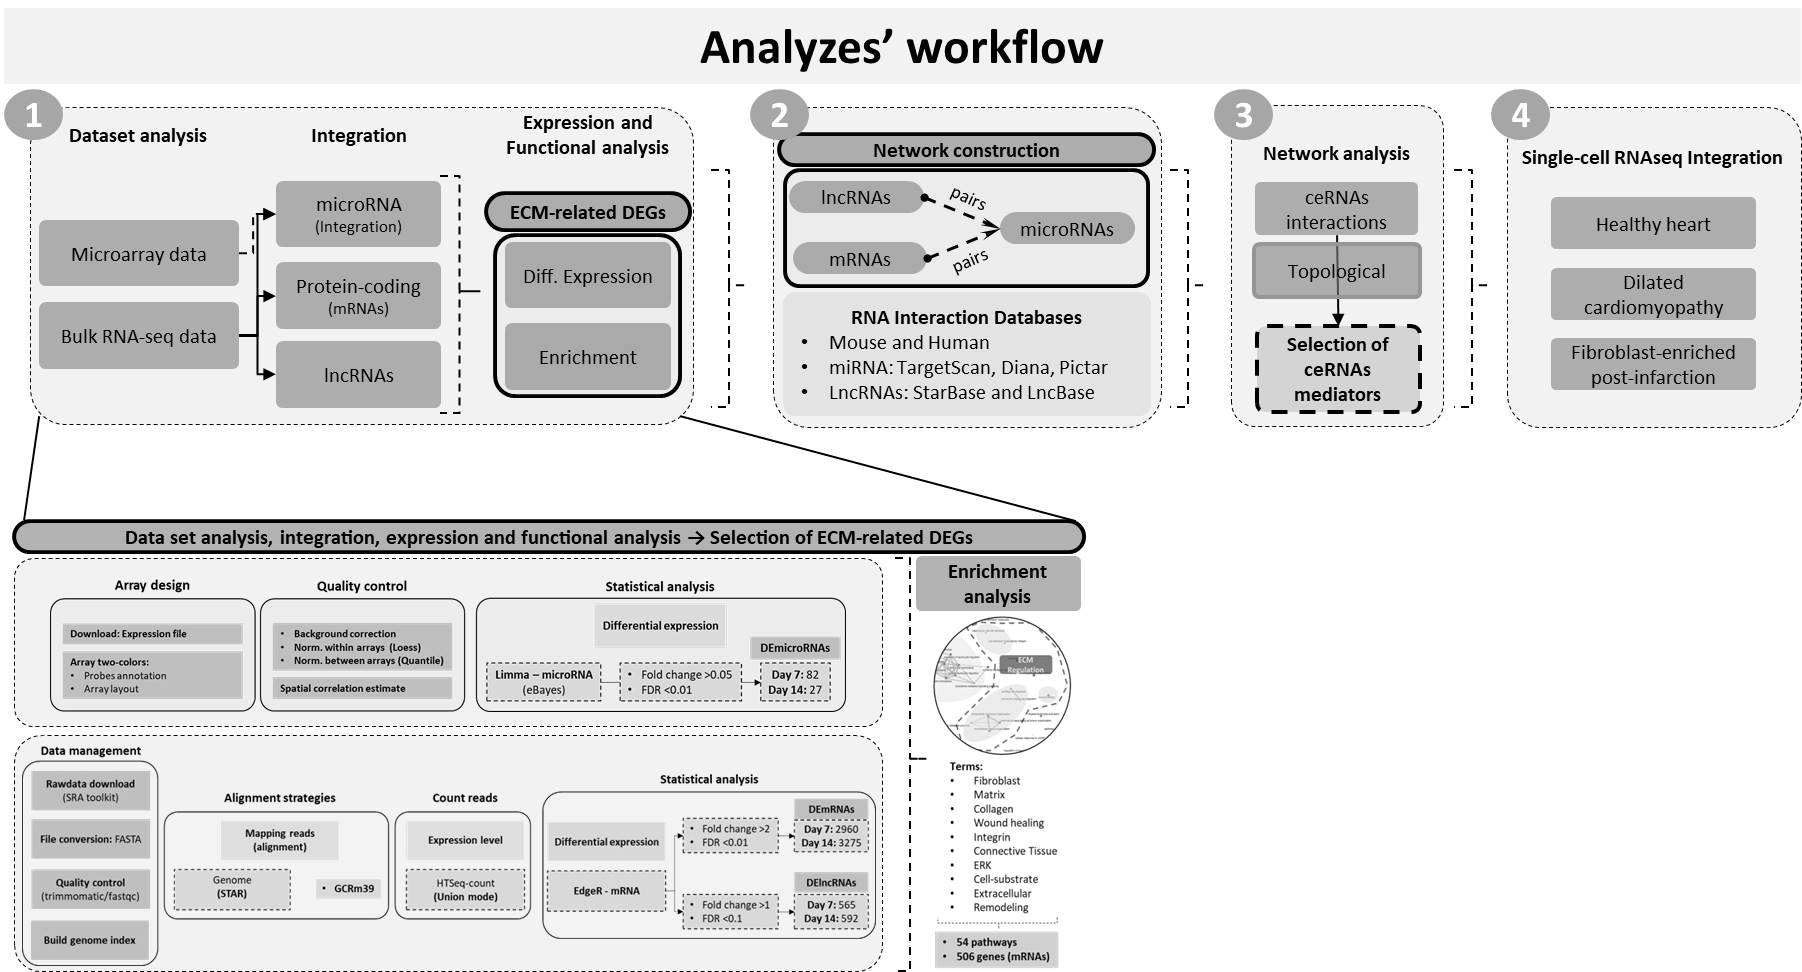 Analyzes’ workflow
1
Dataset analysis
Microarray data
Bulk RNA-seq data
Integration
microRNA
(Integration)
Protein-coding
(mRNAs)
lncRNAs
Expression and
Functional analysis
ECM-related DEGs
Diff. Expression
Enrichment
2
Network construction
lncRNAs
pairs
microRNAs
mRNAs
pairs
RNA Interaction Databases
• Mouse and Human
• miRNA: TargetScan, Diana, Pictar
• LncRNAs: StarBase and LncBase
3
Network analysis
ceRNAs
interactions
Topological
Selection of
ceRNAs
mediators
4
Single-cell RNAseq Integration
Healthy heart
Dilated
cardiomyopathy
Fibroblast-enriched
post-infarction
Data set analysis, integration, expression and functional analysis → Selection of ECM-related DEGs
Array design
Download: Expression file
Array two-colors:
• Probes annotation
• Array layout
Quality control
• Background correction
• Norm. within arrays (Loess)
• Norm. between arrays (Quantile)
Spatial correlation estimate
Statistical analysis
Differential expression
Limma – microRNA
(eBayes)
• Fold change >0.05
• FDR <0.01
DEmicroRNAs
Day 7: 82
Day 14: 27
Data management
Rawdata download
(SRA toolkit)
File conversion: FASTA
Quality control
(trimmomatic/fastqc)
Build genome index
Alignment strategies
Mapping reads
(alignment)
Genome
(STAR)
• GCRm39
Count reads
Expression level
HTSeq-count
(Union mode)
Statistical analysis
Differential expression
EdgeR - mRNA
• Fold change >2
• FDR <0.01
DEmRNAs
Day 7: 2960
Day 14: 3275
• Fold change >1
• FDR <0.1
DElncRNAs
Day 7: 565
Day 14: 592
Enrichment
analysis
ECM
Regulation
Terms:
• Fibroblast
• Matrix
• Collagen
• Wound healing
• Integrin
• Connective Tissue
• ERK
• Cell-substrate
• Extracellular
• Remodeling
• 54 pathways
• 506 genes (mRNAs)